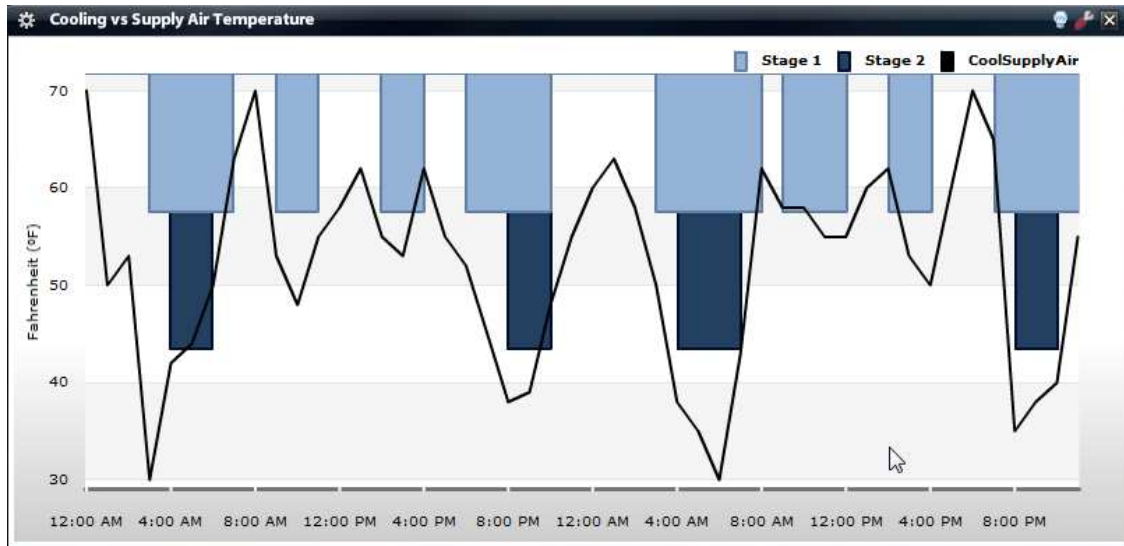 Cooling vs Supply Air Temperature
Stage 1 Stage 2 CoolSupplyAir
70
60
50
40
30
Fahrenheit (ºF)
12:00 AM 4:00 AM 8:00 AM 12:00 PM 4:00 PM 8:00 PM 12:00 AM 4:00 AM 8:00 AM 12:00 PM 4:00 PM 8:00 PM